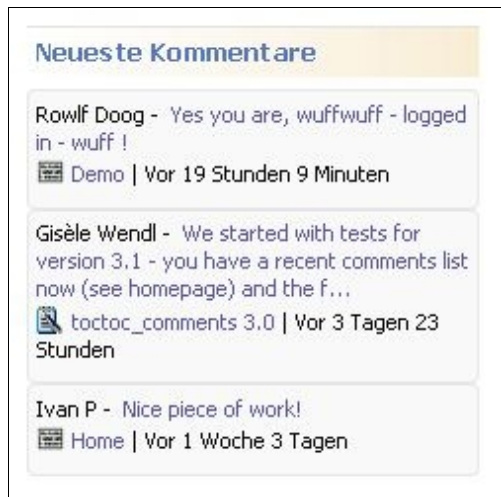 Neueste Kommentare
Rowlf Doog - Yes you are, wuffwuff - logged
in - wuff !
Demo | Vor 19 Stunden 9 Minuten
Gisèle Wendl - We started with tests for
version 3.1 - you have a recent comments list
now (see homepage) and the f...
toctoc_comments 3.0 | Vor 3 Tagen 23
Stunden
Ivan P - Nice piece of work!
Home | Vor 1 Woche 3 Tagen